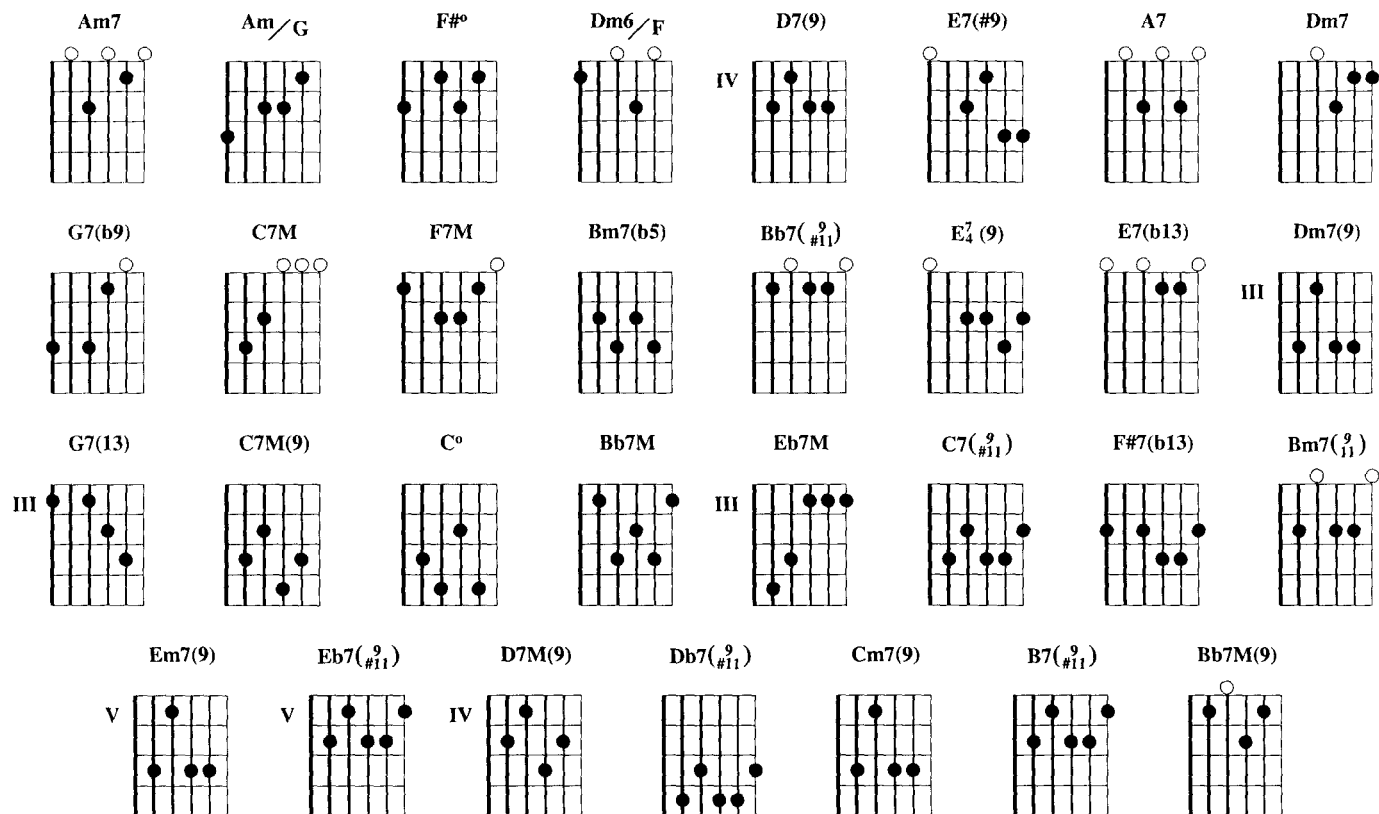 Am7 Am/G F#º Dm6/F D7(9) E7(#9) A7 Dm7
IV
G7(b9) C7M F7M Bm7(b5) Bb7(9 #11) E7 4 (9) E7(b13) Dm7(9)
III
G7(13) C7M(9) Cº Bb7M Eb7M C7(9 #11) F#7(b13) Bm7(9 11)
III III
Em7(9) Eb7(9 #11) D7M(9) Db7(9 #11) Cm7(9) B7(9 #11) Bb7M(9)
V V IV